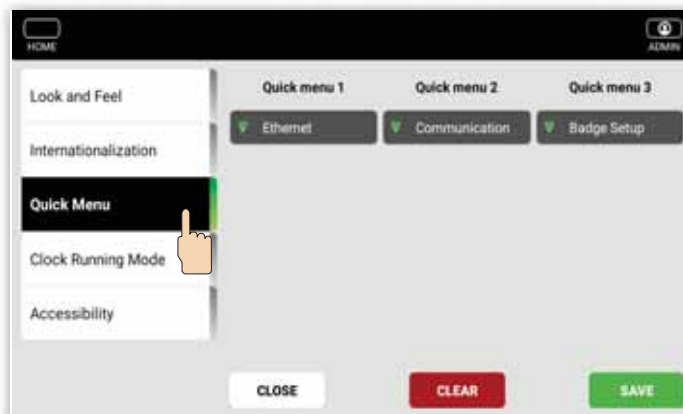 HOME
ADMIN
Look and Feel
Internationalization
Quick Menu
Clock Running Mode
Accessibility
Quick menu 1 Quick menu 2 Quick menu 3
Ethernet Communication Badge Setup
CLOSE CLEAR SAVE